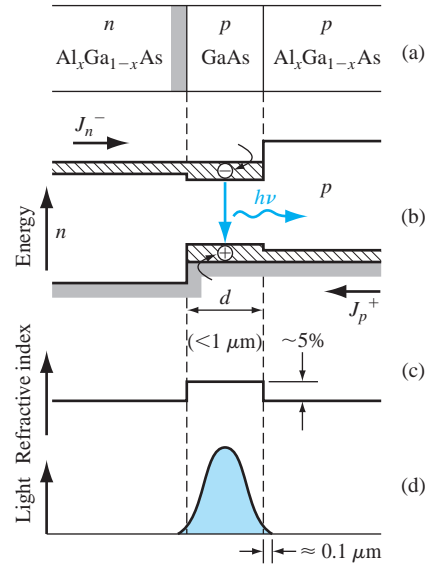 n p p
AlxGa1−xAs GaAs AlxGa1−xAs (a)
Jn−
−
hν p
Energy n (b)
+
d Jp+
(<1 μm) ~5%
Refractive index (c)
Light (d)
≈ 0.1 μm